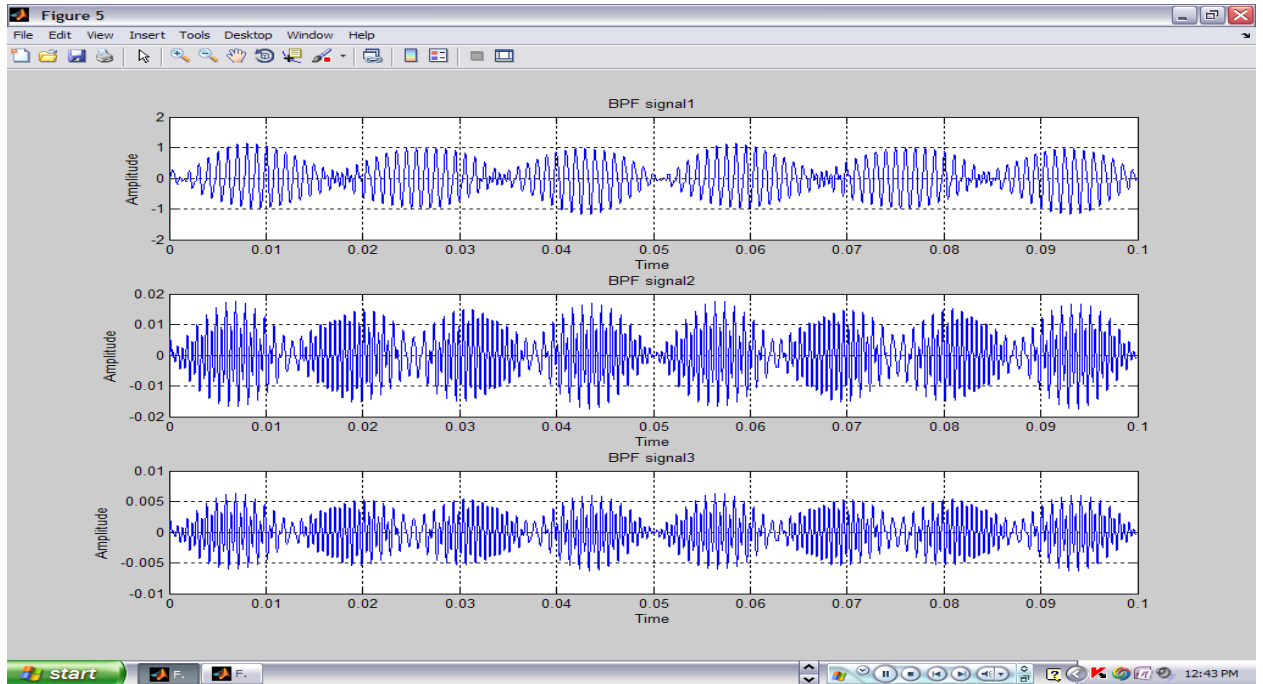 Figure 5
File Edit View Insert Tools Desktop Window Help
BPF signal1
Amplitude
2
1
0
-1
-2
0 0.01 0.02 0.03 0.04 0.05 0.06 0.07 0.08 0.09 0.1
Time
BPF signal2
Amplitude
0.02
0.01
0
-0.01
-0.02
0 0.01 0.02 0.03 0.04 0.05 0.06 0.07 0.08 0.09 0.1
Time
BPF signal3
Amplitude
0.01
0.005
0
-0.005
-0.01
0 0.01 0.02 0.03 0.04 0.05 0.06 0.07 0.08 0.09 0.1
Time
start F. F. 12:43 PM